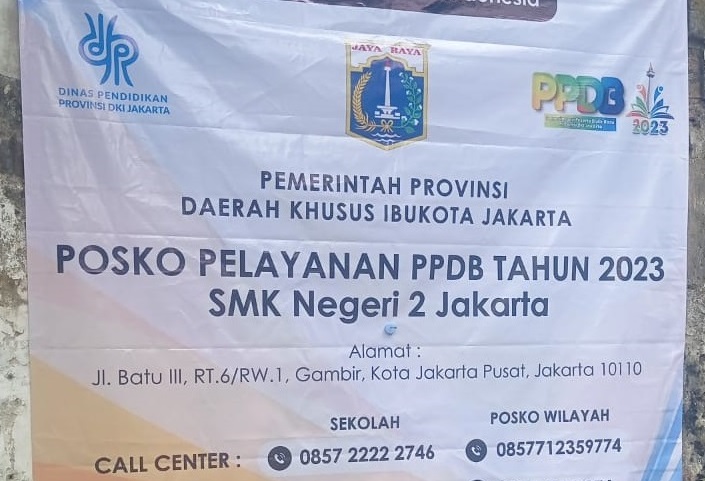 JAYA RAYA
DINAS PENDIDIKAN
PROVINSI DKI JAKARTA
PPDB
2023
PEMERINTAH PROVINSI
DAERAH KHUSUS IBUKOTA JAKARTA
POSKO PELAYANAN PPDB TAHUN 2023
SMK Negeri 2 Jakarta
Alamat :
Jl. Batu III, RT.6/RW.1, Gambir, Kota Jakarta Pusat, Jakarta 10110
SEKOLAH POSKO WILAYAH
CALL CENTER : 0857 2222 2746 0857712359774